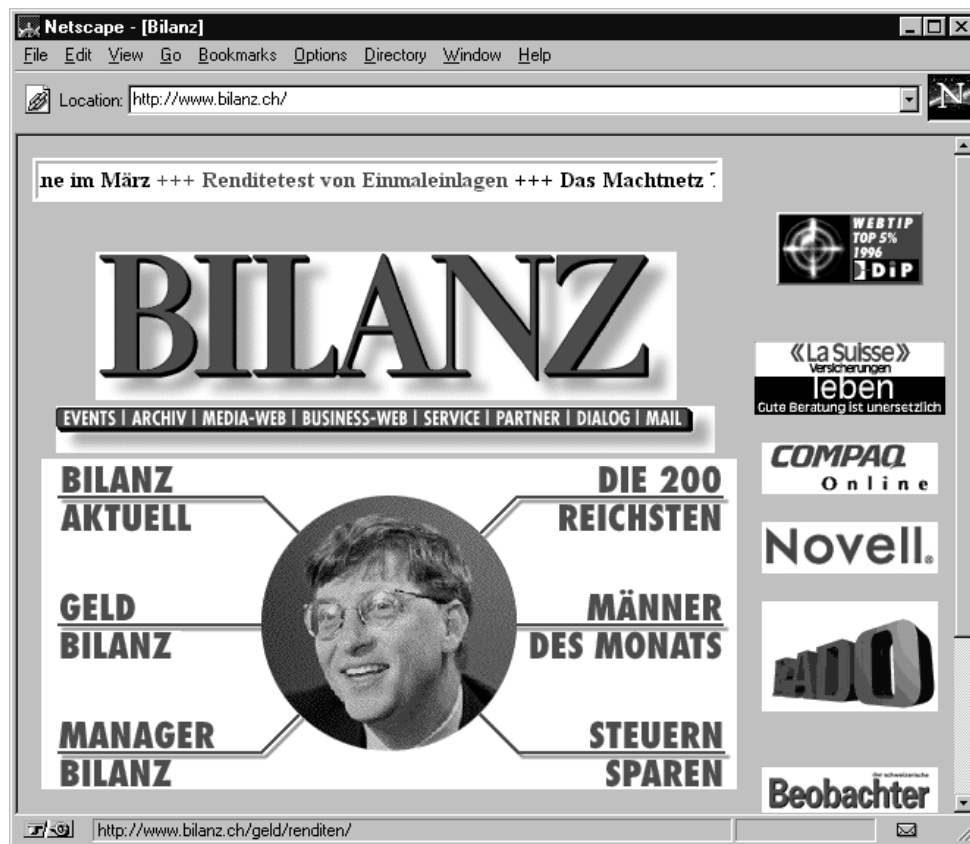 Netscape - [Bilanz]
File Edit View Go Bookmarks Options Directory Window Help
Location: http://www.bilanz.ch/
N
ne im März +++ Renditetest von Einmaleinlagen +++ Das Machtnetz
WEBTIP
TOP 5%
1996
DiP
BILANZ
«La Suisse»
Versicherungen
leben
Gute Beratung ist unersetzlich
EVENTS | ARCHIV | MEDIA-WEB | BUSINESS-WEB | SERVICE | PARTNER | DIALOG | MAIL
COMPAQ
Online
BILANZ
AKTUELL
DIE 200
REICHSTEN
Novell®
GELD
BILANZ
MÄNNER
DES MONATS
RADO
MANAGER
BILANZ
STEUERN
SPAREN
der schweizerische
Beobachter
http://www.bilanz.ch/geld/renditen/